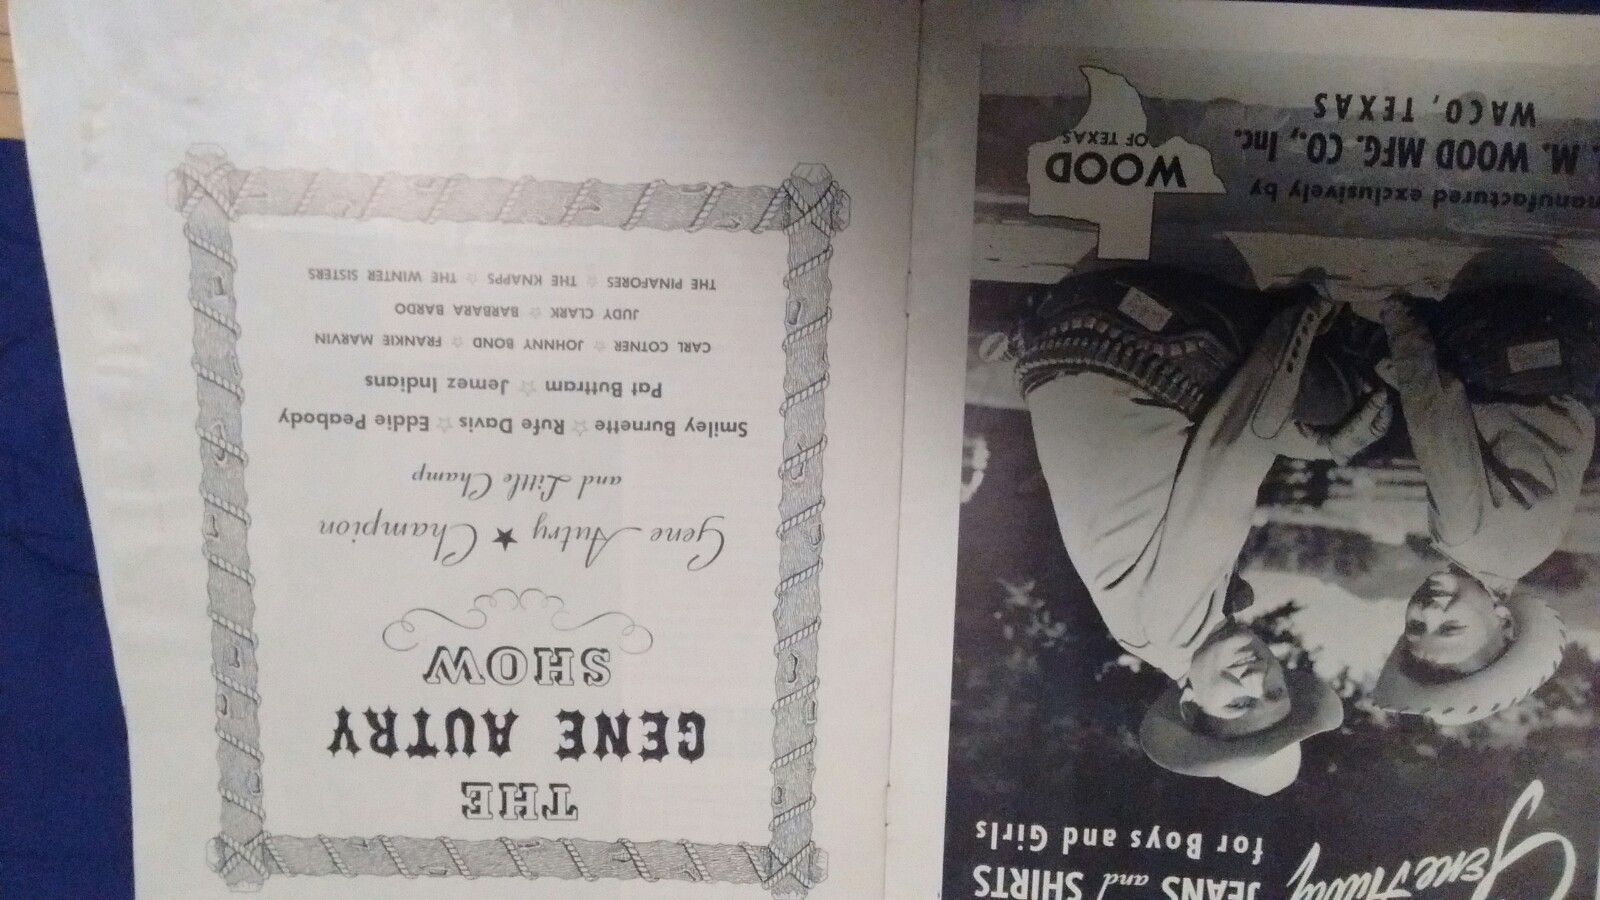 Gene Autry
JEANS and SHIRTS
for Boys and Girls
manufactured exclusively by
M. WOOD MFG. CO., Inc.
WACO, TEXAS
WOOD
OF TEXAS
THE
GENE AUTRY
SHOW
Gene Autry ★ Champion
and Little Champ
Smiley Burnette ☆ Rufe Davis ☆ Eddie Peabody
Pat Buttram ☆ Jemez Indians
CARL COTNER ☆ JOHNNY BOND ☆ FRANKIE MARVIN
JUDY CLARK ☆ BARBARA BARDO
THE PINAFORES ☆ THE KNAPPS ☆ THE WINTER SISTERS